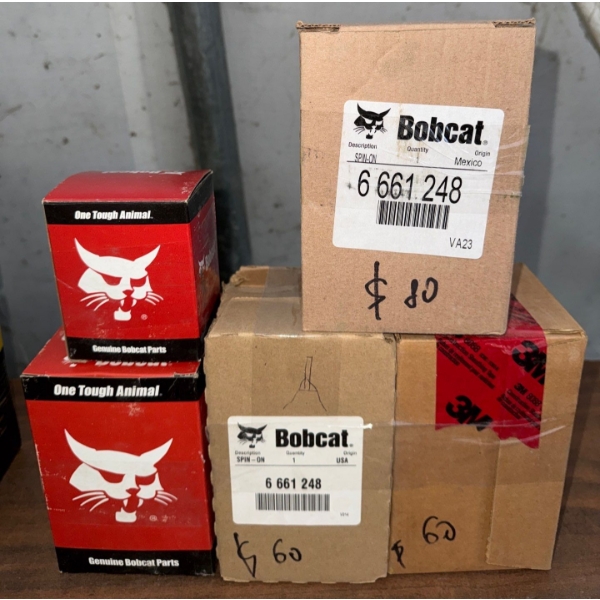 Bobcat®
Description Quantity Origin
SPIN-ON Mexico
6 661 248
VA23
$ 80
One Tough Animal.
®
Genuine Bobcat Parts
One Tough Animal.
®
Genuine Bobcat Parts
Bobcat®
Description Quantity Origin
SPIN-ON 1 USA
6 661 248
$ 60
3M
3M
$ 60